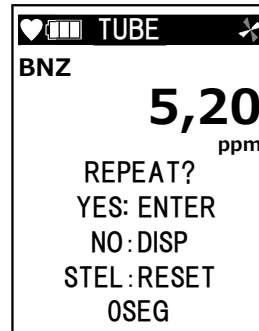 TUBE
BNZ
5,20
ppm
REPEAT?
YES: ENTER
NO:DISP
STEL:RESET
0SEG